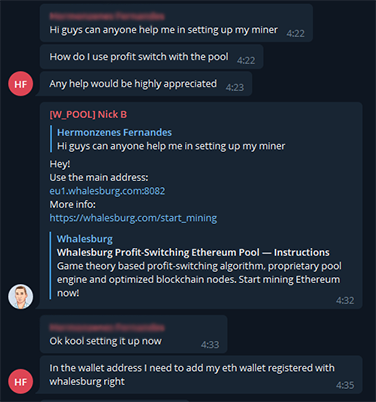 Hi guys can anyone help me in setting up my miner 4:22
How do I use profit switch with the pool 4:22
HF Any help would be highly appreciated 4:23
[W_POOL] Nick B
Hermonzenes Fernandes
Hi guys can anyone help me in setting up my miner
Hey!
Use the main address:
eu1.whalesburg.com:8082
More info:
https://whalesburg.com/start_mining
Whalesburg
Whalesburg Profit-Switching Ethereum Pool — Instructions
Game theory based profit-switching algorithm, proprietary pool
engine and optimized blockchain nodes. Start mining Ethereum
now!
4:32
Ok kool setting it up now 4:33
In the wallet address I need to add my eth wallet registered with
HF whalesburg right 4:35